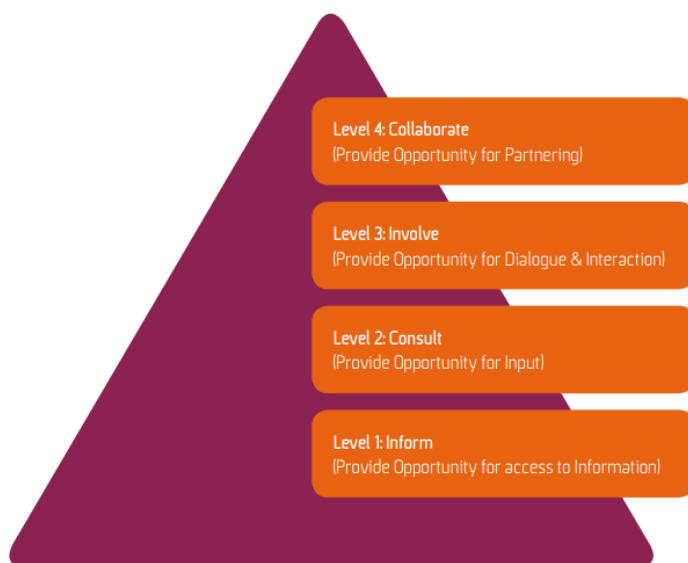 Level 4: Collaborate
(Provide Opportunity for Partnering)
Level 3: Involve
(Provide Opportunity for Dialogue & Interaction)
Level 2: Consult
(Provide Opportunity for Input)
Level 1: Inform
(Provide Opportunity for access to Information)